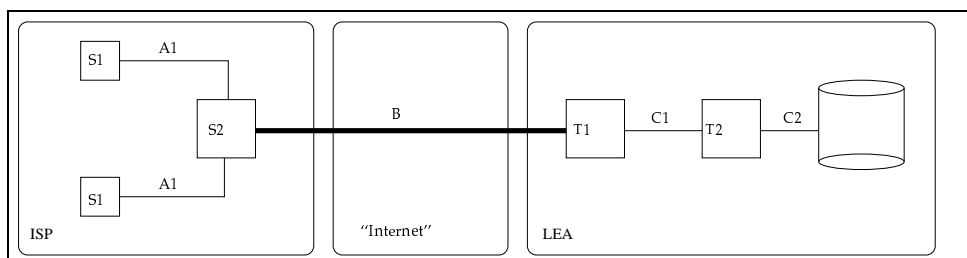 S1
A1
S2
A1
S1
ISP
B
“Internet”
T1
C1
T2
C2
LEA